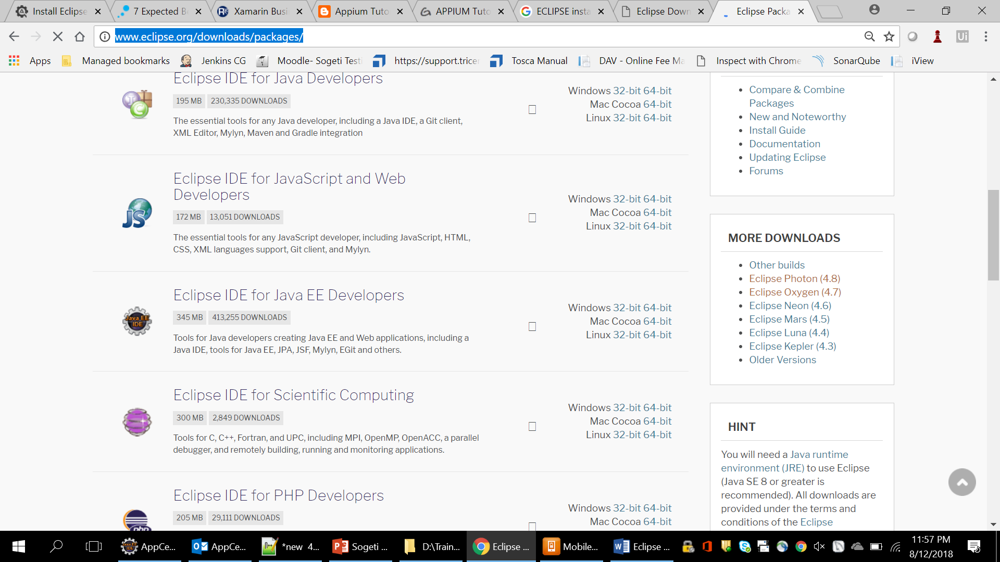 Install Eclipse
7 Expected B
Xamarin Busi
Appium Tuto
APPIUM Tuto
ECLIPSE insta
Eclipse Down
Eclipse Packa
www.eclipse.org/downloads/packages/
Ui
Apps
Managed bookmarks
Jenkins CG
Moodle- Sogeti Testi
https://support.tricen
Tosca Manual
DAV - Online Fee Ma
Inspect with Chrome
SonarQube
iView
Eclipse IDE for Java Developers
195 MB
230,335 DOWNLOADS
The essential tools for any Java developer, including a Java IDE, a Git client,
XML Editor, Mylyn, Maven and Gradle integration
Windows 32-bit 64-bit
Mac Cocoa 64-bit
Linux 32-bit 64-bit
Eclipse IDE for JavaScript and Web
Developers
172 MB
13,051 DOWNLOADS
The essential tools for any JavaScript developer, including JavaScript, HTML,
CSS, XML languages support, Git client, and Mylyn.
Windows 32-bit 64-bit
Mac Cocoa 64-bit
Linux 32-bit 64-bit
Eclipse IDE for Java EE Developers
345 MB
413,255 DOWNLOADS
Tools for Java developers creating Java EE and Web applications, including a
Java IDE, tools for Java EE, JPA, JSF, Mylyn, EGit and others.
Windows 32-bit 64-bit
Mac Cocoa 64-bit
Linux 32-bit 64-bit
Eclipse IDE for Scientific Computing
300 MB
2,849 DOWNLOADS
Tools for C, C++, Fortran, and UPC, including MPI, OpenMP, OpenACC, a parallel
debugger, and remotely building, running and monitoring applications.
Windows 32-bit 64-bit
Mac Cocoa 64-bit
Linux 32-bit 64-bit
Eclipse IDE for PHP Developers
205 MB
29,111 DOWNLOADS
Windows 32-bit 64-bit
Mac Cocoa 64-bit
Compare & Combine
Packages
New and Noteworthy
Install Guide
Documentation
Updating Eclipse
Forums
MORE DOWNLOADS
Other builds
Eclipse Photon (4.8)
Eclipse Oxygen (4.7)
Eclipse Neon (4.6)
Eclipse Mars (4.5)
Eclipse Luna (4.4)
Eclipse Kepler (4.3)
Older Versions
HINT
You will need a Java runtime
environment (JRE) to use Eclipse
(Java SE 8 or greater is
recommended). All downloads are
provided under the terms and
conditions of the Eclipse
AppCe...
AppCe...
*new 4...
Sogeti ...
D:\Train...
Eclipse ...
Mobile...
Eclipse ...
11:57 PM
8/12/2018